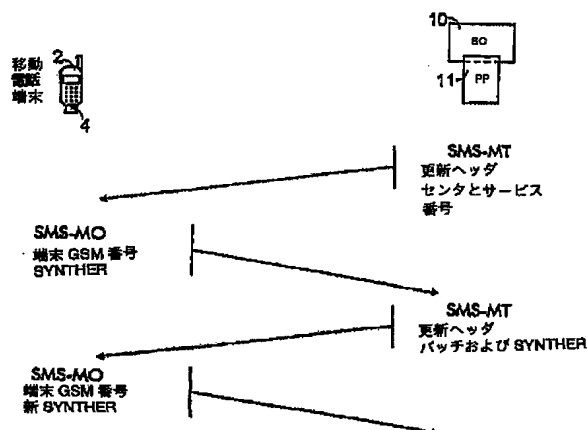 10
BO
11
PP
移動
電話
端末
2
4
SMS-MT
更新ヘッダ
センタとサービス
番号
SMS-MO
端末 GSM 番号
SYNTHER
SMS-MT
更新ヘッダ
パッチおよび SYNTHER
SMS-MO
端末 GSM 番号
新 SYNTHER